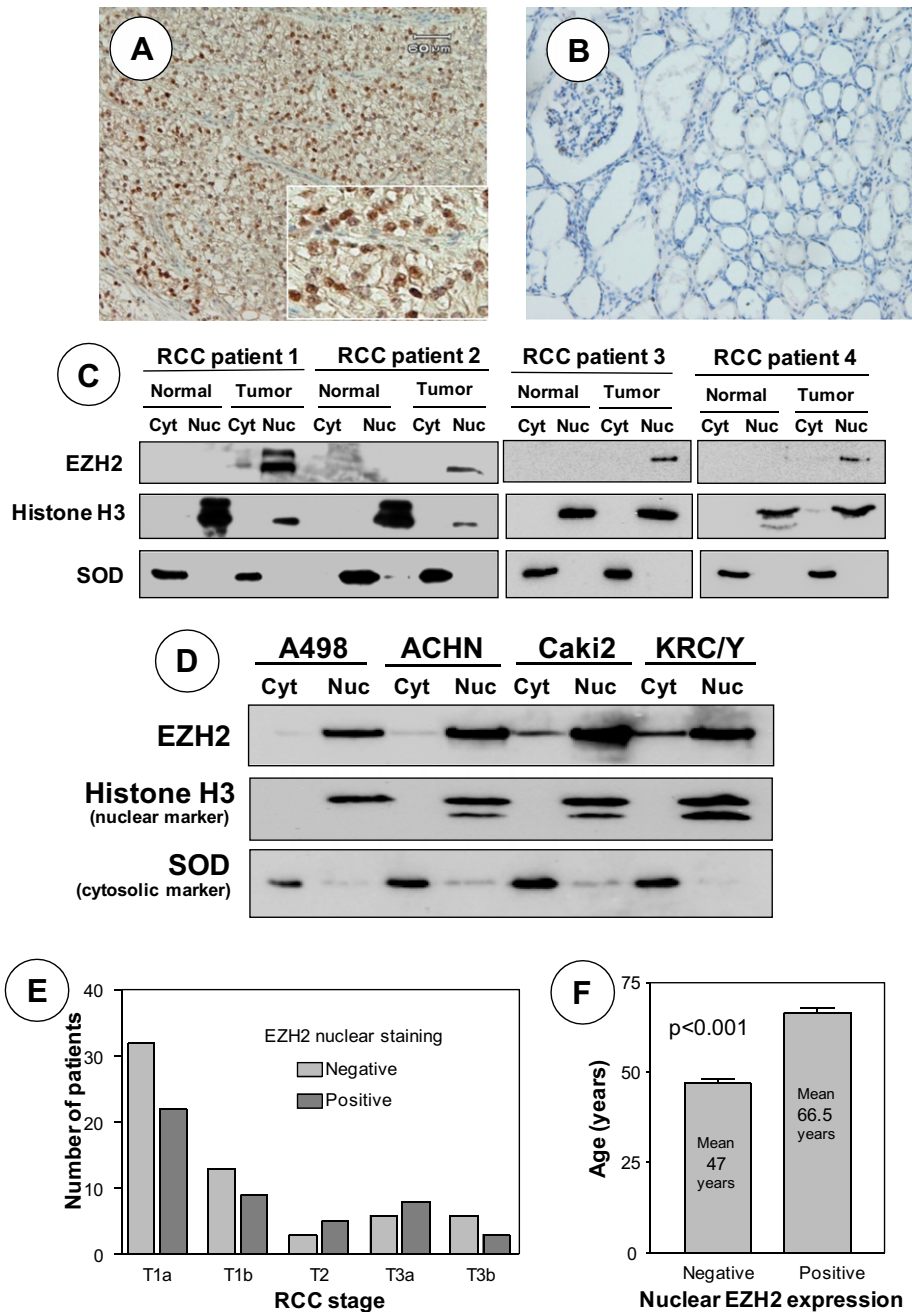 A
60 µm
B
C
RCC patient 1 RCC patient 2 RCC patient 3 RCC patient 4
Normal Tumor Normal Tumor Normal Tumor Normal Tumor
Cyt Nuc Cyt Nuc Cyt Nuc Cyt Nuc Cyt Nuc Cyt Nuc Cyt Nuc Cyt Nuc
EZH2
Histone H3
SOD
D
A498 ACHN Caki2 KRC/Y
Cyt Nuc Cyt Nuc Cyt Nuc Cyt Nuc
EZH2
Histone H3
(nuclear marker)
SOD
(cytosolic marker)
E
40
30
20
10
0
Number of patients
EZH2 nuclear staining
Negative
Positive
T1a T1b T2 T3a T3b
RCC stage
F
75
50
25
0
Age (years)
p<0.001
Mean
47
years
Mean
66.5
years
Negative Positive
Nuclear EZH2 expression